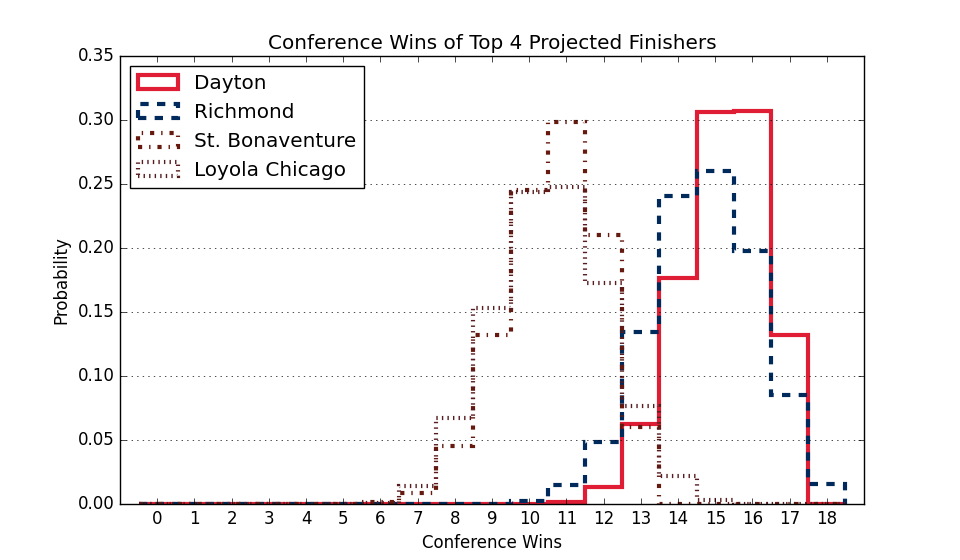 Conference Wins of Top 4 Projected Finishers
0.35
0.30
0.25
0.20
0.15
0.10
0.05
0.00
Probability
Dayton
Richmond
St. Bonaventure
Loyola Chicago
0 1 2 3 4 5 6 7 8 9 10 11 12 13 14 15 16 17 18
Conference Wins